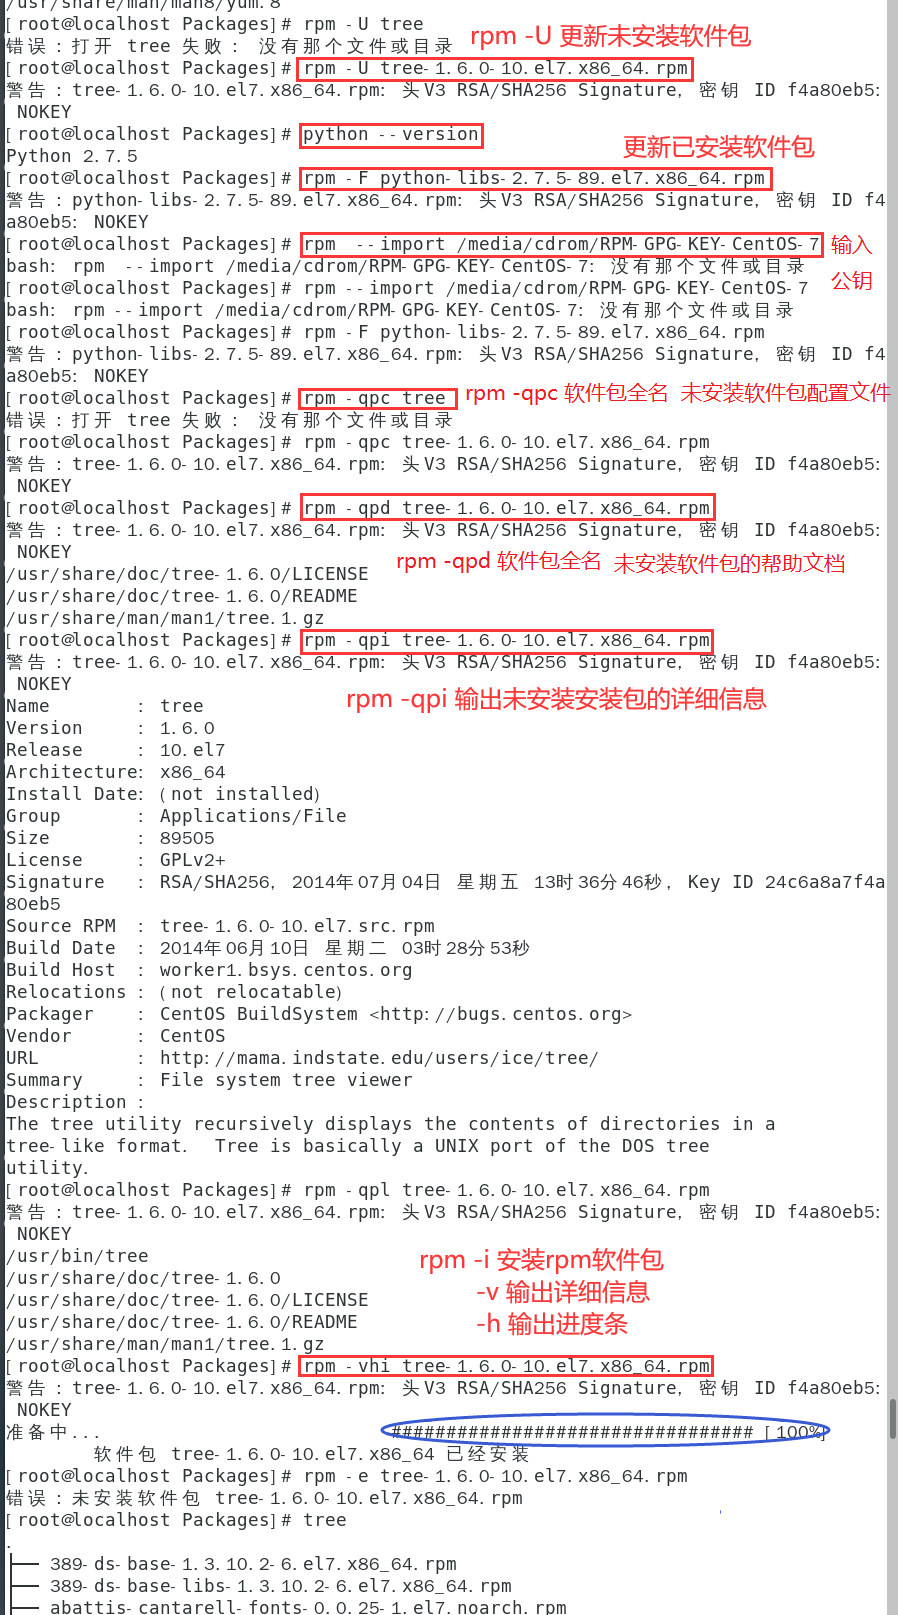 /usr/share/man/man8/yum.8
[root@localhost Packages]# rpm -U tree
错误：打开 tree 失败： 没有那个文件或目录
rpm -U 更新未安装软件包
[root@localhost Packages]# rpm -U tree-1.6.0-10.el7.x86_64.rpm
警告：tree-1.6.0-10.el7.x86_64.rpm: 头V3 RSA/SHA256 Signature, 密钥 ID f4a80eb5:
NOKEY
[root@localhost Packages]# python --version
Python 2.7.5
更新已安装软件包
[root@localhost Packages]# rpm -F python-libs-2.7.5-89.el7.x86_64.rpm
警告：python-libs-2.7.5-89.el7.x86_64.rpm: 头V3 RSA/SHA256 Signature, 密钥 ID f4
a80eb5: NOKEY
[root@localhost Packages]# rpm  --import /media/cdrom/RPM-GPG-KEY-CentOS-7 输入
bash: rpm  --import /media/cdrom/RPM-GPG-KEY-CentOS-7: 没有那个文件或目录
公钥
[root@localhost Packages]# rpm --import /media/cdrom/RPM-GPG-KEY-CentOS-7
bash: rpm --import /media/cdrom/RPM-GPG-KEY-CentOS-7: 没有那个文件或目录
[root@localhost Packages]# rpm -F python-libs-2.7.5-89.el7.x86_64.rpm
警告：python-libs-2.7.5-89.el7.x86_64.rpm: 头V3 RSA/SHA256 Signature, 密钥 ID f4
a80eb5: NOKEY
[root@localhost Packages]# rpm -qpc tree rpm -qpc 软件包全名 未安装软件包配置文件
错误：打开 tree 失败： 没有那个文件或目录
[root@localhost Packages]# rpm -qpc tree-1.6.0-10.el7.x86_64.rpm
警告：tree-1.6.0-10.el7.x86_64.rpm: 头V3 RSA/SHA256 Signature, 密钥 ID f4a80eb5:
NOKEY
[root@localhost Packages]# rpm -qpd tree-1.6.0-10.el7.x86_64.rpm
警告：tree-1.6.0-10.el7.x86_64.rpm: 头V3 RSA/SHA256 Signature, 密钥 ID f4a80eb5:
NOKEY
rpm -qpd 软件包全名 未安装软件包的帮助文档
/usr/share/doc/tree-1.6.0/LICENSE
/usr/share/doc/tree-1.6.0/README
/usr/share/man/man1/tree.1.gz
[root@localhost Packages]# rpm -qpi tree-1.6.0-10.el7.x86_64.rpm
警告：tree-1.6.0-10.el7.x86_64.rpm: 头V3 RSA/SHA256 Signature, 密钥 ID f4a80eb5:
NOKEY
rpm -qpi 输出未安装安装包的详细信息
Name        : tree
Version     : 1.6.0
Release     : 10.el7
Architecture: x86_64
Install Date: (not installed)
Group       : Applications/File
Size        : 89505
License     : GPLv2+
Signature   : RSA/SHA256, 2014年07月04日 星期五 13时36分46秒, Key ID 24c6a8a7f4a
80eb5
Source RPM  : tree-1.6.0-10.el7.src.rpm
Build Date  : 2014年06月10日 星期二 03时28分53秒
Build Host  : worker1.bsys.centos.org
Relocations : (not relocatable)
Packager    : CentOS BuildSystem <http://bugs.centos.org>
Vendor      : CentOS
URL         : http://mama.indstate.edu/users/ice/tree/
Summary     : File system tree viewer
Description :
The tree utility recursively displays the contents of directories in a
tree-like format.  Tree is basically a UNIX port of the DOS tree
utility.
[root@localhost Packages]# rpm -qpl tree-1.6.0-10.el7.x86_64.rpm
警告：tree-1.6.0-10.el7.x86_64.rpm: 头V3 RSA/SHA256 Signature, 密钥 ID f4a80eb5:
NOKEY
/usr/bin/tree
rpm -i 安装rpm软件包
/usr/share/doc/tree-1.6.0
-v 输出详细信息
/usr/share/doc/tree-1.6.0/LICENSE
/usr/share/doc/tree-1.6.0/README
-h 输出进度条
/usr/share/man/man1/tree.1.gz
[root@localhost Packages]# rpm -vhi tree-1.6.0-10.el7.x86_64.rpm
警告：tree-1.6.0-10.el7.x86_64.rpm: 头V3 RSA/SHA256 Signature, 密钥 ID f4a80eb5:
NOKEY
准备中... ################################# [100%]
软件包 tree-1.6.0-10.el7.x86_64 已经安装
[root@localhost Packages]# rpm -e tree-1.6.0-10.el7.x86_64.rpm
错误：未安装软件包 tree-1.6.0-10.el7.x86_64.rpm
[root@localhost Packages]# tree
.
├── 389-ds-base-1.3.10.2-6.el7.x86_64.rpm
├── 389-ds-base-libs-1.3.10.2-6.el7.x86_64.rpm
├── abattis-cantarell-fonts-0.0.25-1.el7.noarch.rpm